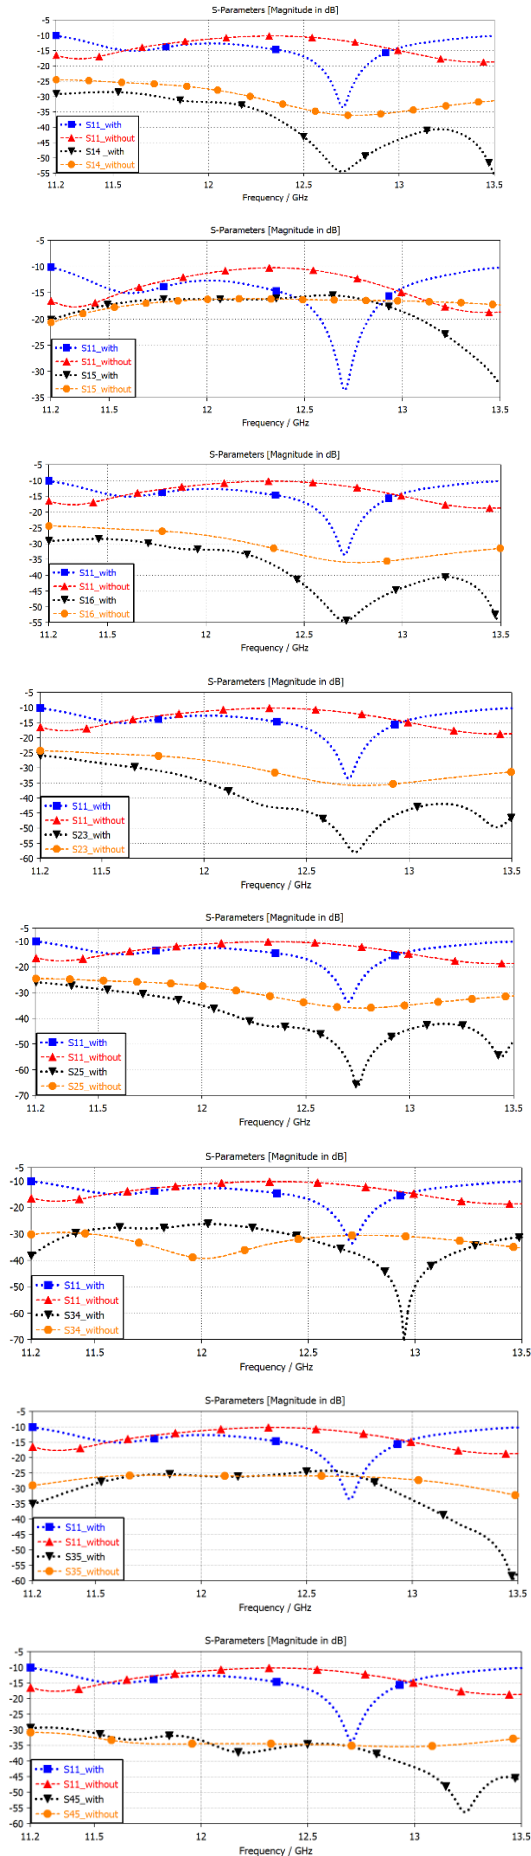 S-Parameters [Magnitude in dB]
-5
-10
-15
-20
-25
-30
-35
-40
-45
-50
-55
S11_with
S11_without
S14 _with
S14_without
11.2 11.5 12 12.5 13 13.5
Frequency / GHz
S-Parameters [Magnitude in dB]
-5
-10
-15
-20
-25
-30
-35
S11_with
S11_without
S15_with
S15 without
11.2 11.5 12 12.5 13 13.5
Frequency / GHz
S-Parameters [Magnitude in dB]
-5
-10
-15
-20
-25
-30
-35
-40
-45
-50
-55
S11_with
S11_without
S16_with
S16_without
11.2 11.5 12 12.5 13 13.5
Frequency / GHz
S-Parameters [Magnitude in dB]
-5
-10
-15
-20
-25
-30
-35
-40
-45
-50
-55
-60
S11_with
S11_without
S23_with
S23_without
11.2 11.5 12 12.5 13 13.5
Frequency / GHz
S-Parameters [Magnitude in dB]
-5
-10
-20
-30
-40
-50
-60
-70
S11_with
S11_without
S25_with
S25_without
11.2 11.5 12 12.5 13 13.5
Frequency / GHz
S-Parameters [Magnitude in dB]
-5
-10
-20
-30
-40
-50
-60
-70
S11_with
S11_without
S34_with
S34_without
11.2 11.5 12 12.5 13 13.5
Frequency / GHz
S-Parameters [Magnitude in dB]
-5
-10
-15
-20
-25
-30
-35
-40
-45
-50
-55
-60
S11_with
S11_without
S35_with
S35_without
11.2 11.5 12 12.5 13 13.5
Frequency / GHz
S-Parameters [Magnitude in dB]
-5
-10
-15
-20
-25
-30
-35
-40
-45
-50
-55
-60
S11_with
S11_without
S45_with
S45_without
11.2 11.5 12 12.5 13 13.5
Frequency / GHz